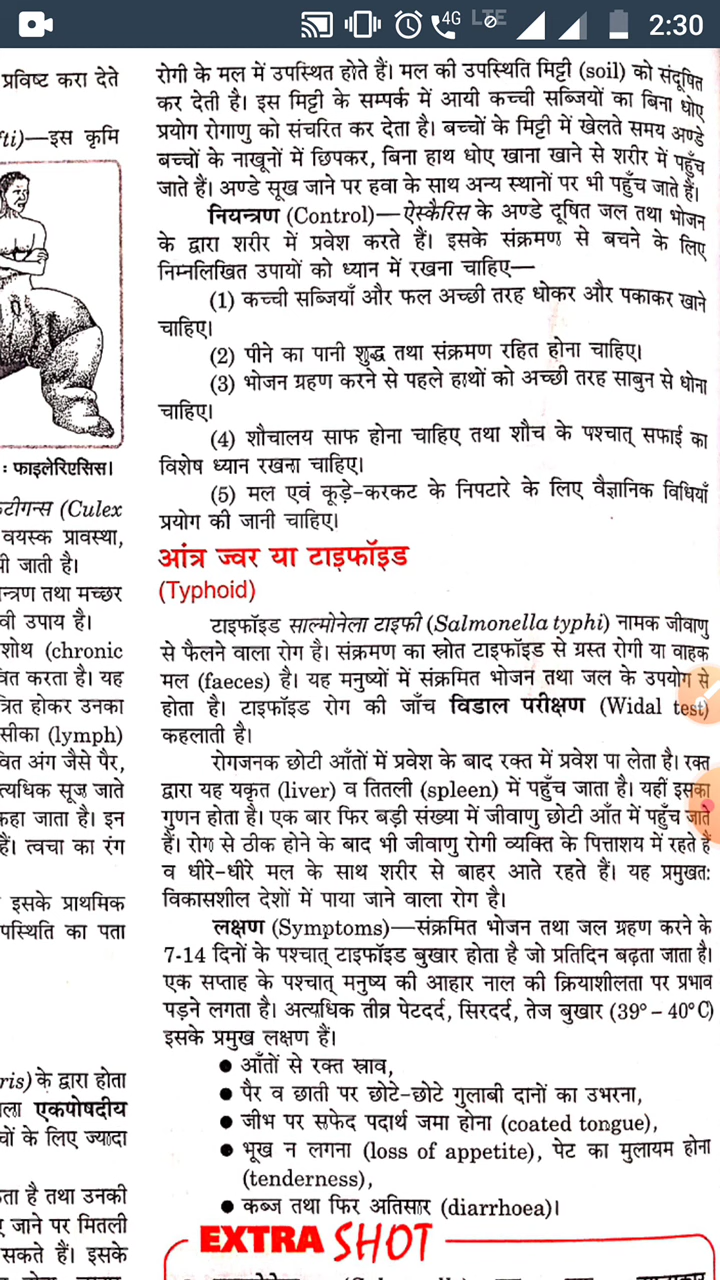 4G LTE 2:30
प्रविष्ट करा देते
fti)—इस कृमि
: फाइलेरिएसिस।
(Culex
वयस्क प्रावस्था,
जाती है।
तथा मच्छर
उपाय है।
शोथ (chronic
करता है। यह
होकर उनका
(lymph)
अंग जैसे पैर,
सूज जाते
कहा जाता है। इन
हैं। त्वचा का रंग
इसके प्राथमिक
का पता
ris) के द्वारा होता
एकपोषदीय
के लिए ज्यादा
है तथा उनकी
जाने पर मितली
सकते हैं। इसके
रोगी के मल में उपस्थित होते हैं। मल की उपस्थिति मिट्टी (soil) को संदूषित
कर देती है। इस मिट्टी के सम्पर्क में आयी कच्ची सब्जियों का बिना धोए
प्रयोग रोगाणु को संचरित कर देता है। बच्चों के मिट्टी में खेलते समय अण्डे
बच्चों के नाखूनों में छिपकर, बिना हाथ धोए खाना खाने से शरीर में पहुँच
जाते हैं। अण्डे सूख जाने पर हवा के साथ अन्य स्थानों पर भी पहुँच जाते हैं।
नियन्त्रण (Control)—ऐस्कैरिस के अण्डे दूषित जल तथा भोजन
के द्वारा शरीर में प्रवेश करते हैं। इसके संक्रमण से बचने के लिए
निम्नलिखित उपायों को ध्यान में रखना चाहिए—
(1) कच्ची सब्जियाँ और फल अच्छी तरह धोकर और पकाकर खाने
चाहिए।
(2) पीने का पानी शुद्ध तथा संक्रमण रहित होना चाहिए।
(3) भोजन ग्रहण करने से पहले हाथों को अच्छी तरह साबुन से धोना
चाहिए।
(4) शौचालय साफ होना चाहिए तथा शौच के पश्चात् सफाई का
विशेष ध्यान रखना चाहिए।
(5) मल एवं कूड़े-करकट के निपटारे के लिए वैज्ञानिक विधियाँ
प्रयोग की जानी चाहिए।
आंत्र ज्वर या टाइफॉइड
(Typhoid)
टाइफॉइड साल्मोनेला टाइफी (Salmonella typhi) नामक जीवाणु
से फैलने वाला रोग है। संक्रमण का स्रोत टाइफॉइड से ग्रस्त रोगी या वाहक
मल (faeces) है। यह मनुष्यों में संक्रमित भोजन तथा जल के उपयोग से
होता है। टाइफॉइड रोग की जाँच विडाल परीक्षण (Widal test)
कहलाती है।
रोगजनक छोटी आँतों में प्रवेश के बाद रक्त में प्रवेश पा लेता है। रक्त
द्वारा यह यकृत (liver) व तितली (spleen) में पहुँच जाता है। यहीं इसका
गुणन होता है। एक बार फिर बड़ी संख्या में जीवाणु छोटी आँत में पहुँच जाते
हैं। रोग से ठीक होने के बाद भी जीवाणु रोगी व्यक्ति के पित्ताशय में रहते हैं
व धीरे-धीरे मल के साथ शरीर से बाहर आते रहते हैं। यह प्रमुखतः
विकासशील देशों में पाया जाने वाला रोग है।
लक्षण (Symptoms)—संक्रमित भोजन तथा जल ग्रहण करने के
7-14 दिनों के पश्चात् टाइफॉइड बुखार होता है जो प्रतिदिन बढ़ता जाता है।
एक सप्ताह के पश्चात् मनुष्य की आहार नाल की क्रियाशीलता पर प्रभाव
पड़ने लगता है। अत्यधिक तीव्र पेटदर्द, सिरदर्द, तेज बुखार (39° – 40°C)
इसके प्रमुख लक्षण हैं।
● आँतों से रक्त स्राव,
● पैर व छाती पर छोटे-छोटे गुलाबी दानों का उभरना,
● जीभ पर सफेद पदार्थ जमा होना (coated tongue),
● भूख न लगना (loss of appetite), पेट का मुलायम होना
(tenderness),
● कब्ज तथा फिर अतिसार (diarrhoea)।
EXTRA SHOT